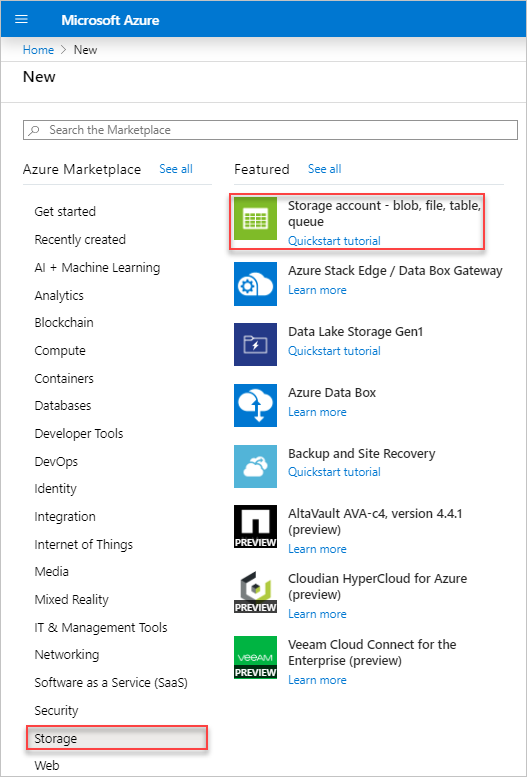 Microsoft Azure
Home > New
New
Search the Marketplace
Azure Marketplace See all
Get started
Recently created
AI + Machine Learning
Analytics
Blockchain
Compute
Containers
Databases
Developer Tools
DevOps
Identity
Integration
Internet of Things
Media
Mixed Reality
IT & Management Tools
Networking
Software as a Service (SaaS)
Security
Storage
Web
Featured See all
Storage account - blob, file, table,
queue
Quickstart tutorial
Azure Stack Edge / Data Box Gateway
Learn more
Data Lake Storage Gen1
Quickstart tutorial
Azure Data Box
Learn more
Backup and Site Recovery
Quickstart tutorial
PREVIEW
AltaVault AVA-c4, version 4.4.1
(preview)
Learn more
PREVIEW
Cloudian HyperCloud for Azure
(preview)
Learn more
veeam
PREVIEW
Veeam Cloud Connect for the
Enterprise (preview)
Learn more